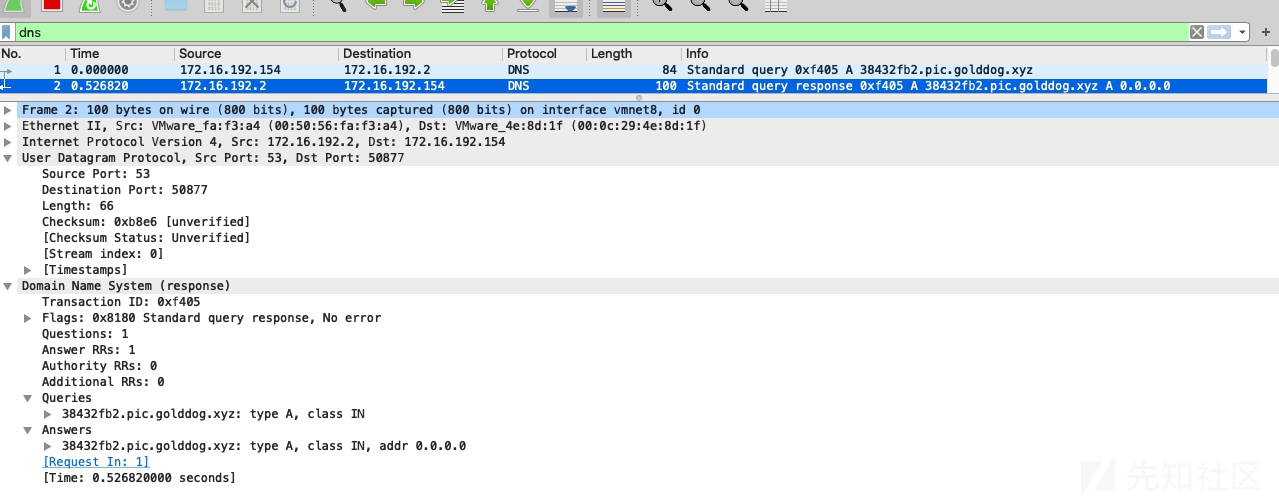 dns
No. Time Source Destination Protocol Length Info
1 0.000000 172.16.192.154 172.16.192.2 DNS 84 Standard query 0xf405 A 38432fb2.pic.golddog.xyz
2 0.526820 172.16.192.2 172.16.192.154 DNS 100 Standard query response 0xf405 A 38432fb2.pic.golddog.xyz A 0.0.0.0
Frame 2: 100 bytes on wire (800 bits), 100 bytes captured (800 bits) on interface vmnet8, id 0
Ethernet II, Src: VMware_fa:f3:a4 (00:50:56:fa:f3:a4), Dst: VMware_4e:8d:1f (00:0c:29:4e:8d:1f)
Internet Protocol Version 4, Src: 172.16.192.2, Dst: 172.16.192.154
User Datagram Protocol, Src Port: 53, Dst Port: 50877
Source Port: 53
Destination Port: 50877
Length: 66
Checksum: 0xb8e6 [unverified]
[Checksum Status: Unverified]
[Stream index: 0]
[Timestamps]
Domain Name System (response)
Transaction ID: 0xf405
Flags: 0x8180 Standard query response, No error
Questions: 1
Answer RRs: 1
Authority RRs: 0
Additional RRs: 0
Queries
38432fb2.pic.golddog.xyz: type A, class IN
Answers
38432fb2.pic.golddog.xyz: type A, class IN, addr 0.0.0.0
[Request In: 1]
[Time: 0.526820000 seconds]
先知社区